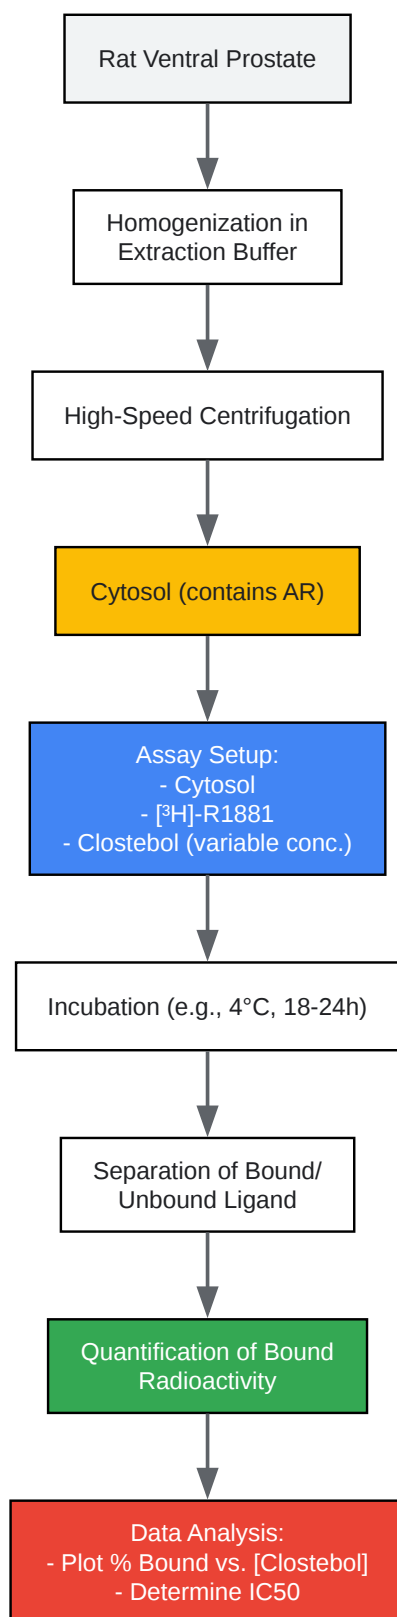 Rat Ventral Prostate
Homogenization in
Extraction Buffer
High-Speed Centrifugation
Cytosol (contains AR)
Assay Setup:
- Cytosol
- [³H]-R1881
- Clostebol (variable conc.)
Incubation (e.g., 4°C, 18-24h)
Separation of Bound/
Unbound Ligand
Quantification of Bound
Radioactivity
Data Analysis:
- Plot % Bound vs. [Clostebol]
- Determine IC50